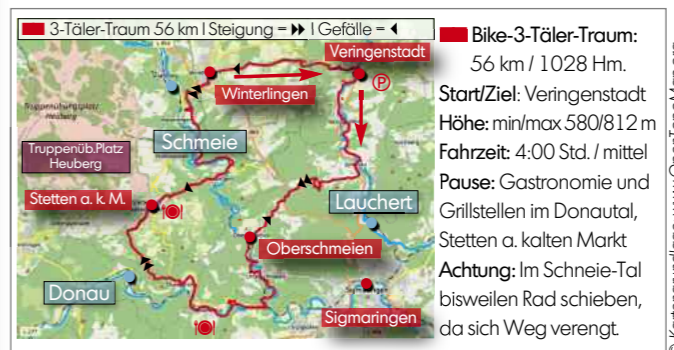 3-Täler-Traum 56 km I Steigung = I Gefälle =
Veringenstadt
P
Winterlingen
Schmeie
Truppenübungsplatz
Heuberg
Truppenüb.Platz
Heuberg
Stetten a. k. M.
Lauchert
Oberschmeien
Donau
Sigmaringen
Sigmaringen
Bike-3-Täler-Traum:
56 km / 1028 Hm.
Start/Ziel: Veringenstadt
Höhe: min/max 580/812 m
Fahrzeit: 4:00 Std. / mittel
Pause: Gastronomie und
Grillstellen im Donautal,
Stetten a. kalten Markt
Achtung: Im Schneie-Tal
bisweilen Rad schieben,
da sich Weg verengt.